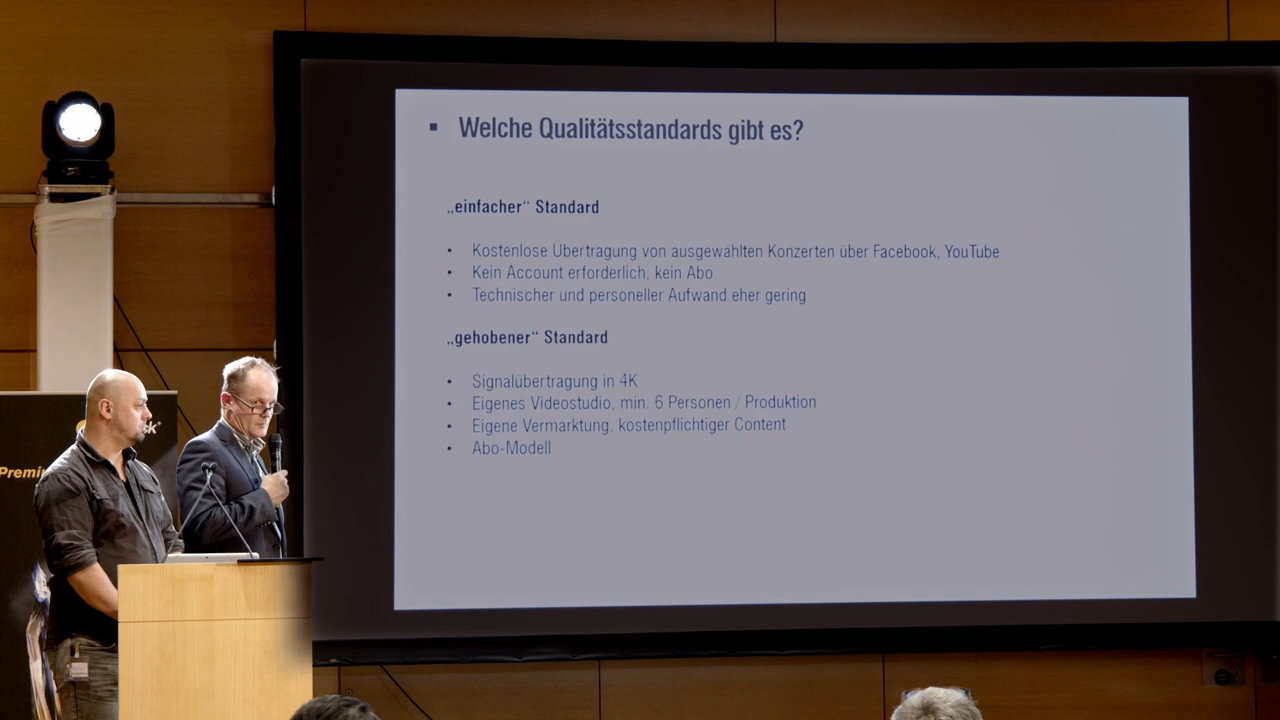 ▪ Welche Qualitätsstandards gibt es?
„einfacher“ Standard
• Kostenlose Übertragung von ausgewählten Konzerten über Facebook, YouTube
• Kein Account erforderlich, kein Abo
• Technischer und personeller Aufwand eher gering
„gehobener“ Standard
• Signalübertragung in 4K
• Eigenes Videostudio, min. 6 Personen / Produktion
• Eigene Vermarktung, kostenpflichtiger Content
• Abo-Modell